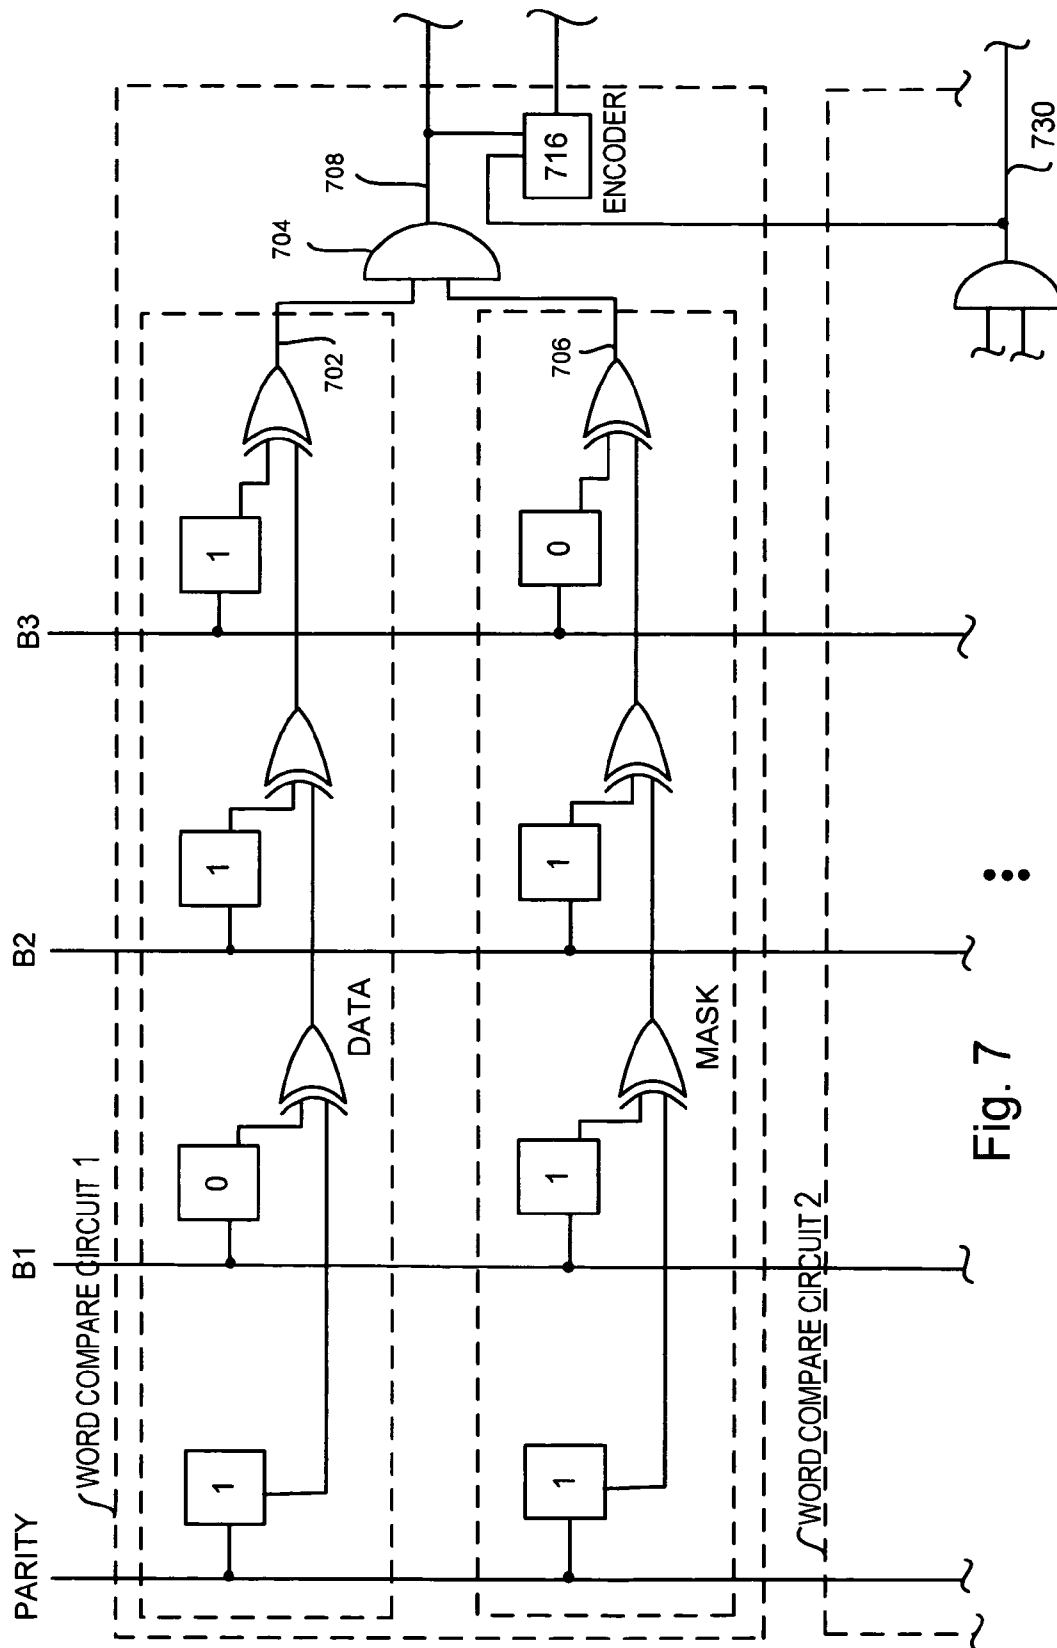 PARITY
B1
B2
B3
WORD COMPARE CIRCUIT 1
1
0
1
1
DATA
702
704
708
1
1
1
0
MASK
706
716
ENCODERI
WORD COMPARE CIRCUIT 2
730
Fig. 7